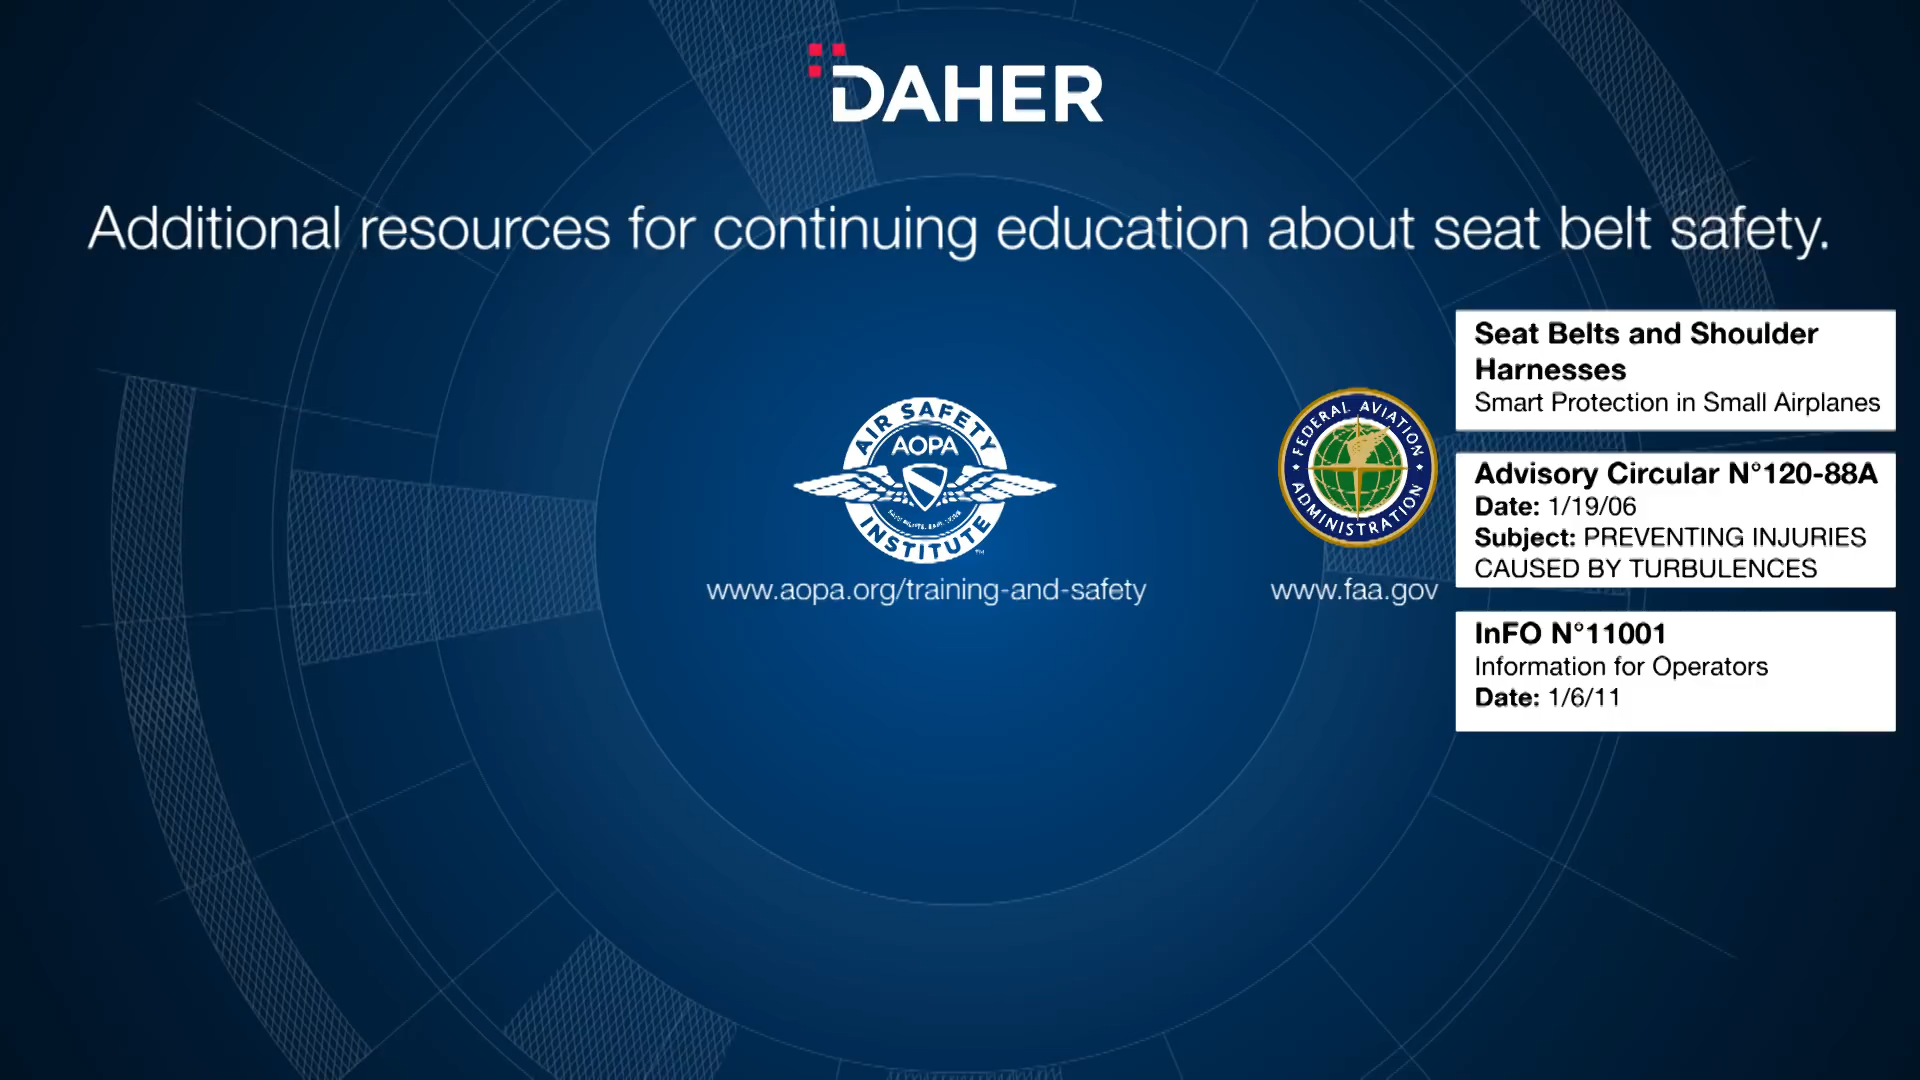 DAHER
Additional resources for continuing education about seat belt safety.
AIR SAFETY
AOPA
INSTITUTE
™
www.aopa.org/training-and-safety
FEDERAL AVIATION
ADMINISTRATION
www.faa.gov
Seat Belts and Shoulder
Harnesses
Smart Protection in Small Airplanes
Advisory Circular N°120-88A
Date: 1/19/06
Subject: PREVENTING INJURIES
CAUSED BY TURBULENCES
InFO N°11001
Information for Operators
Date: 1/6/11